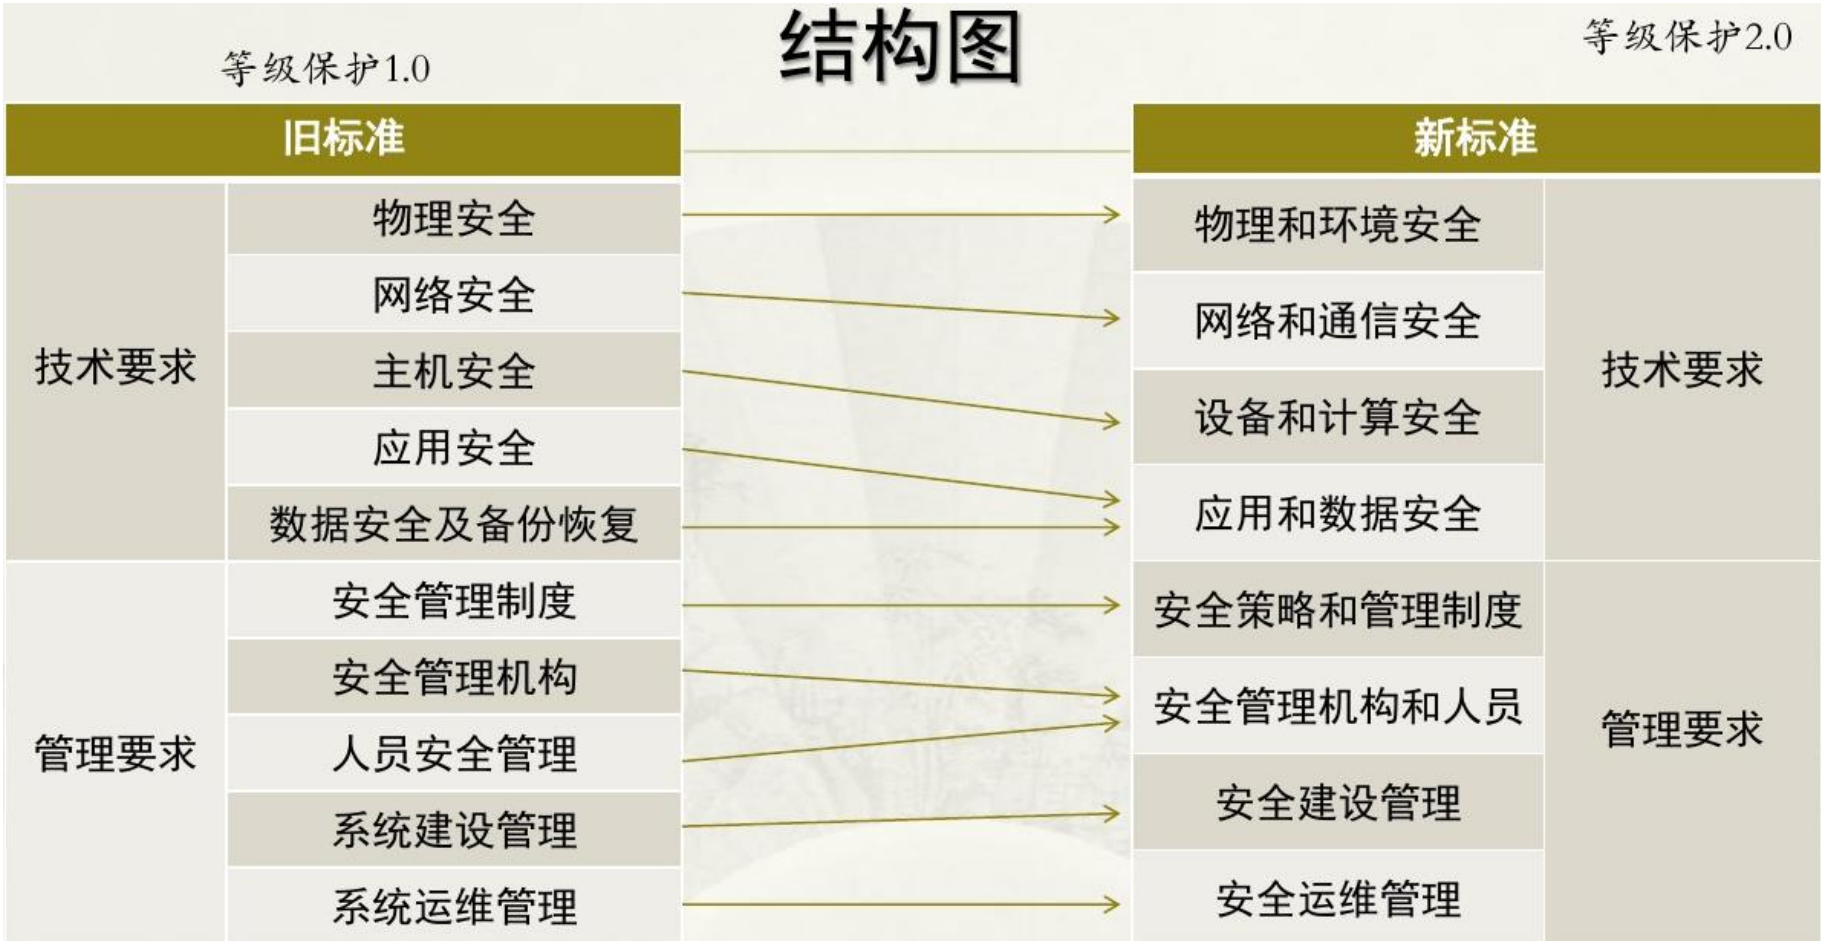 结构图
等级保护1.0
等级保护2.0
旧标准
技术要求
物理安全
网络安全
主机安全
应用安全
数据安全及备份恢复
管理要求
安全管理制度
安全管理机构
人员安全管理
系统建设管理
系统运维管理
新标准
物理和环境安全
网络和通信安全
设备和计算安全
应用和数据安全
技术要求
安全策略和管理制度
安全管理机构和人员
安全建设管理
安全运维管理
管理要求